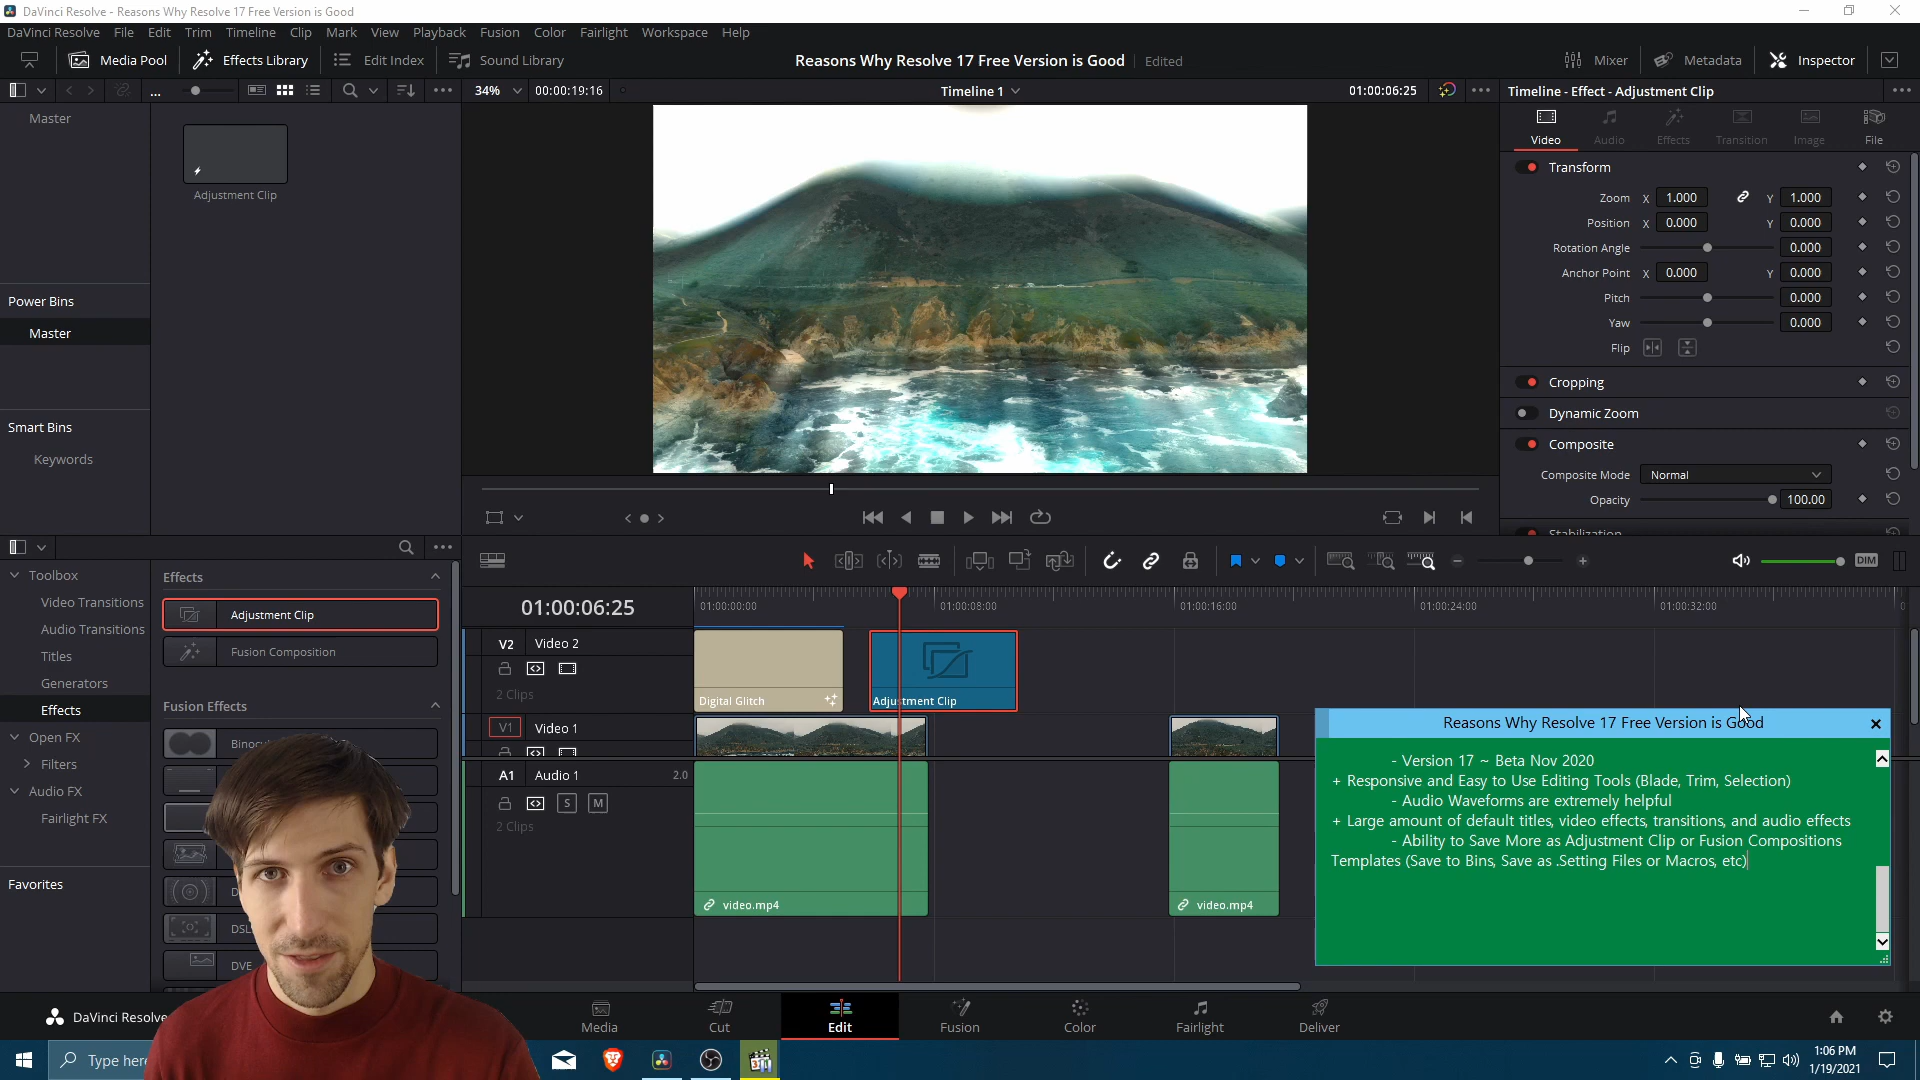 DaVinci Resolve - Reasons Why Resolve 17 Free Version is Good
DaVinci Resolve File Edit Trim Timeline Clip Mark View Playback Fusion Color Fairlight Workspace Help
Media Pool Effects Library Edit Index Sound Library Reasons Why Resolve 17 Free Version is Good Edited Mixer Metadata Inspector
34% 00:00:19:16 Timeline 1 01:00:06:25 Timeline - Effect - Adjustment Clip
Master
Adjustment Clip
Power Bins
Master
Smart Bins
Keywords
Video Audio Effects Transition Image File
Transform
Zoom X 1.000 Y 1.000
Position X 0.000 Y 0.000
Rotation Angle 0.000
Anchor Point X 0.000 Y 0.000
Pitch 0.000
Yaw 0.000
Flip
Cropping
Dynamic Zoom
Composite
Composite Mode Normal
Opacity 100.00
Stabilization
DIM
Toolbox
Video Transitions
Audio Transitions
Titles
Generators
Effects
Open FX
Filters
Audio FX
Fairlight FX
Favorites
Effects
Adjustment Clip
Fusion Composition
Fusion Effects
DVE
01:00:06:25
01:00:00:00 01:00:08:00 01:00:16:00 01:00:24:00 01:00:32:00
V2 Video 2
2 Clips
Digital Glitch
Adjustment Clip
V1 Video 1
A1 Audio 1 2.0
S M
2 Clips
video.mp4
video.mp4
Reasons Why Resolve 17 Free Version is Good
- Version 17 ~ Beta Nov 2020
+ Responsive and Easy to Use Editing Tools (Blade, Trim, Selection)
- Audio Waveforms are extremely helpful
+ Large amount of default titles, video effects, transitions, and audio effects
- Ability to Save More as Adjustment Clip or Fusion Compositions
Templates (Save to Bins, Save as .Setting Files or Macros, etc)
DaVinci Resolve
Media Cut Edit Fusion Color Fairlight Deliver
Type here
1:06 PM
1/19/2021